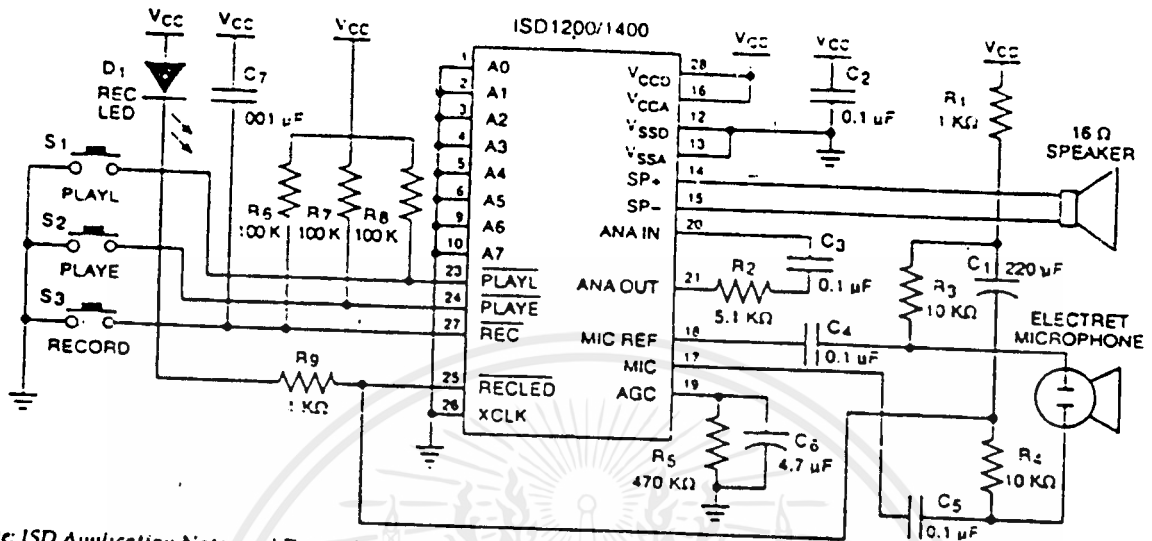 ISD1200/1400
VCC
VCC
VCC
VCC
VCC
VCC
D1
REC
LED
C7
001 µF
S1
PLAYL
S2
PLAYE
S3
RECORD
R6
100 K
R7
100 K
R8
100 K
R9
1 KΩ
1 A0
2 A1
3 A2
4 A3
5 A4
6 A5
9 A6
10 A7
23 PLAYL
24 PLAYE
27 REC
25 RECLED
26 XCLK
VCCD 28
VCCA 16
VSSD 12
VSSA 13
SP+ 14
SP- 15
ANA IN 20
ANA OUT 21
MIC REF 18
MIC 17
AGC 19
C2
0.1 µF
R1
1 KΩ
16 Ω
SPEAKER
C3
0.1 µF
R2
5.1 KΩ
R3
10 KΩ
C1 220 µF
C4
0.1 µF
ELECTRET
MICROPHONE
R5
470 KΩ
C6
4.7 µF
R4
10 KΩ
C5
0.1 µF
ISD Application Notes